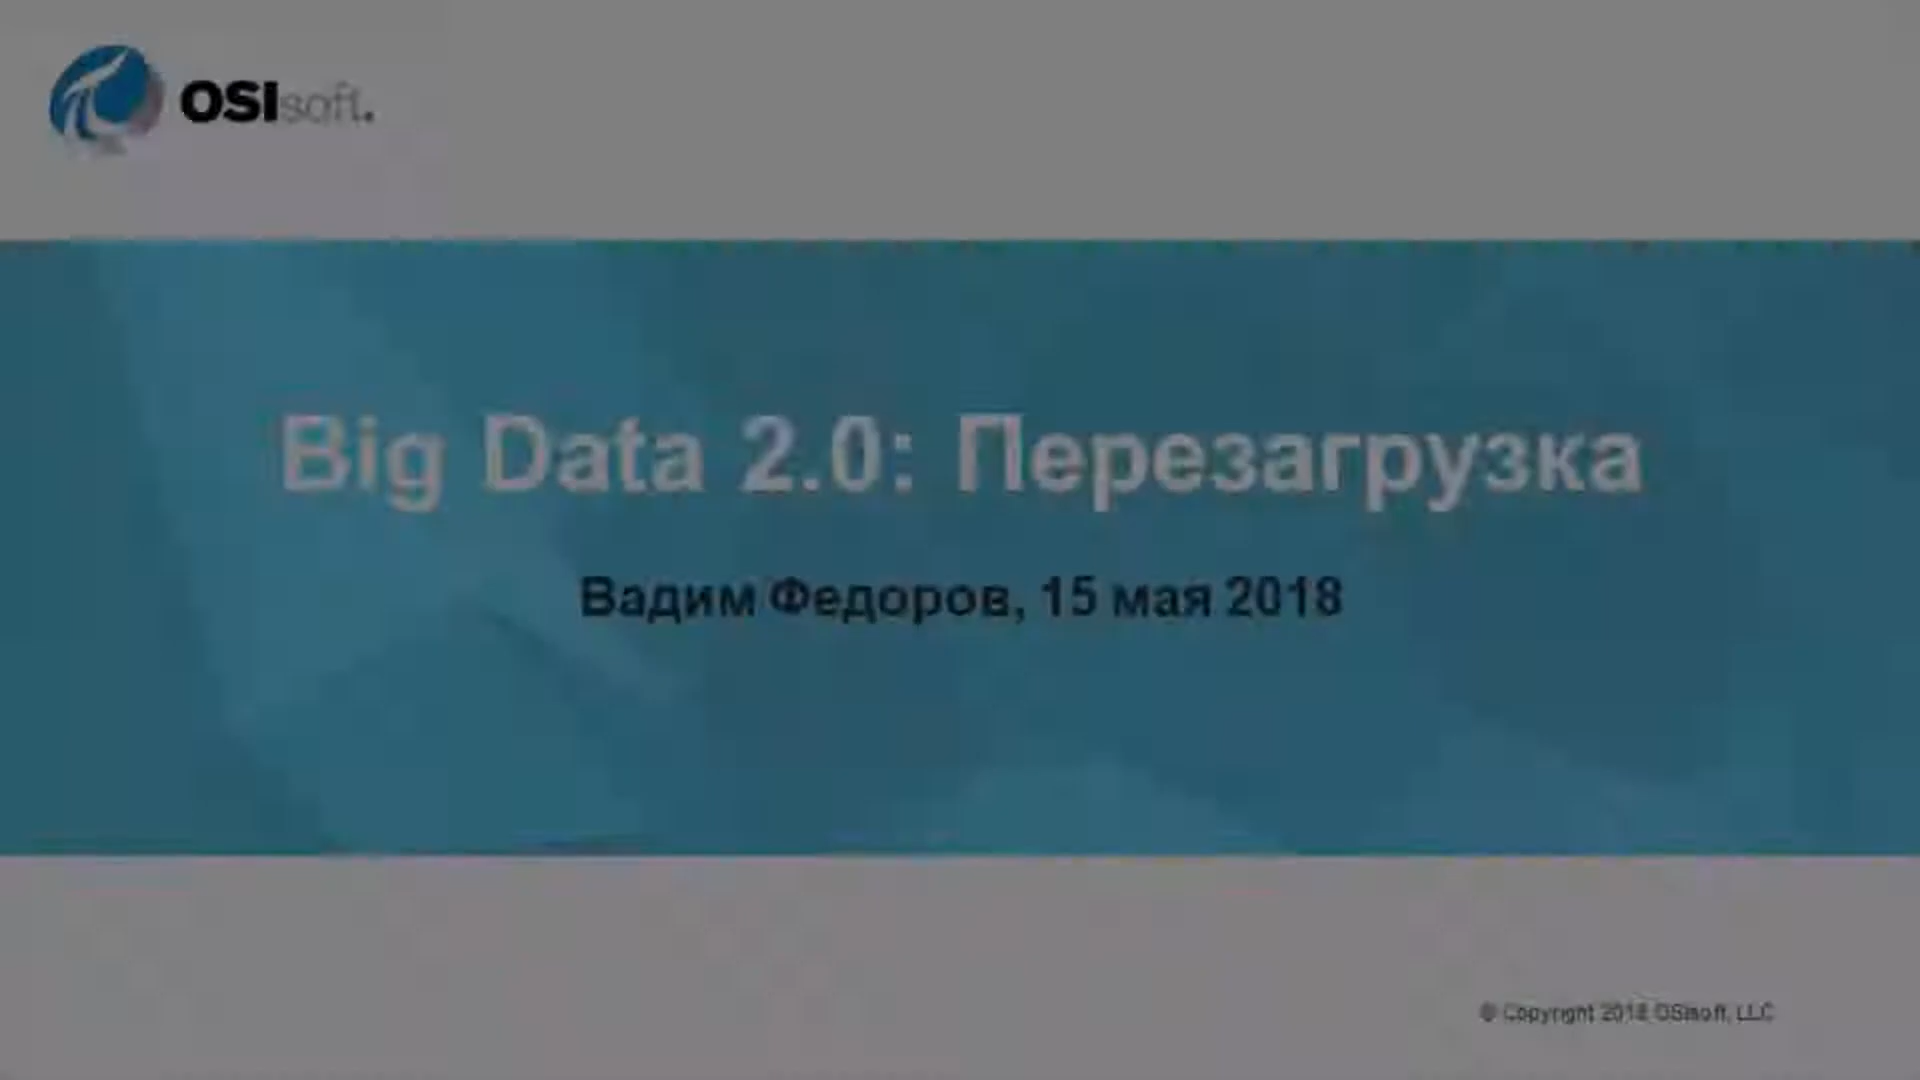 OSIsoft.
Big Data 2.0: Перезагрузка
Вадим Федоров, 15 мая 2018
© Copyright 2018 OSIsoft, LLC